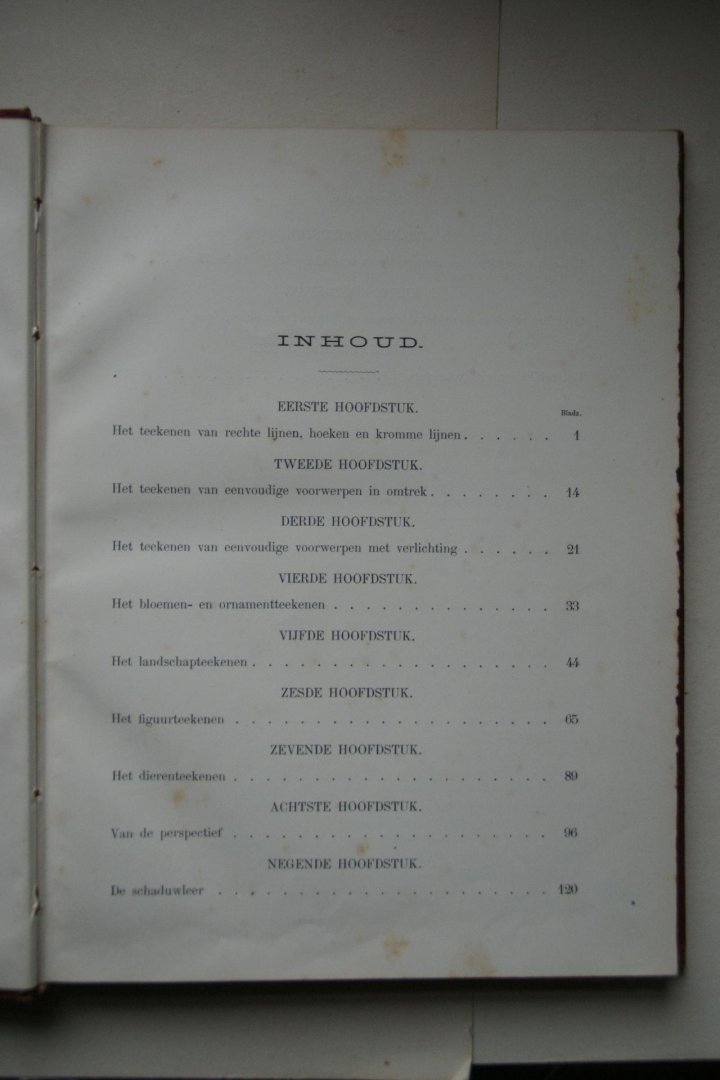 INHOUD.
EERSTE HOOFDSTUK.
Bladz.
Het teekenen van rechte lijnen, hoeken en kromme lijnen . . . . . . 1
TWEEDE HOOFDSTUK.
Het teekenen van eenvoudige voorwerpen in omtrek . . . . . . . . 14
DERDE HOOFDSTUK.
Het teekenen van eenvoudige voorwerpen met verlichting . . . . . . 21
VIERDE HOOFDSTUK.
Het bloemen- en ornamentteekenen . . . . . . . . . . . . . . 33
VIJFDE HOOFDSTUK.
Het landschapteekenen . . . . . . . . . . . . . . . . . . 44
ZESDE HOOFDSTUK.
Het figuurteekenen . . . . . . . . . . . . . . . . . . . 65
ZEVENDE HOOFDSTUK.
Het dierenteekenen . . . . . . . . . . . . . . . . . . . 89
ACHTSTE HOOFDSTUK.
Van de perspectief . . . . . . . . . . . . . . . . . . . 96
NEGENDE HOOFDSTUK.
De schaduwleer . . . . . . . . . . . . . . . . . . . . 120